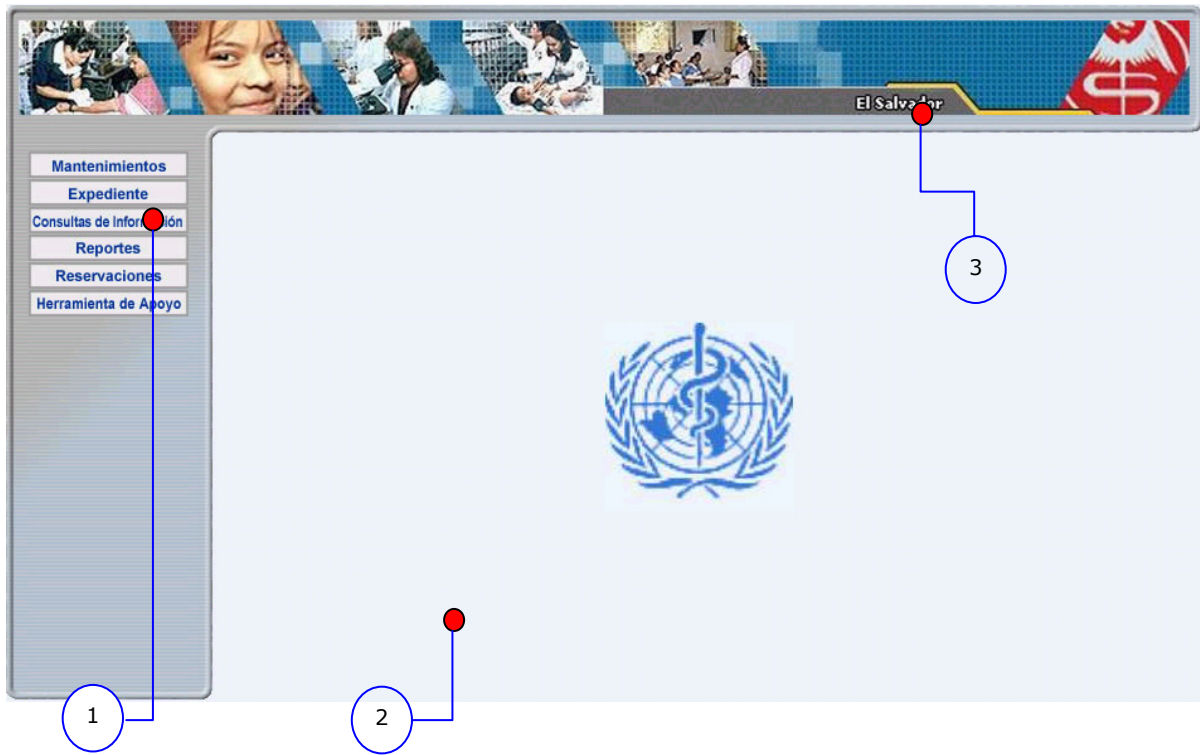 El Salvador
Mantenimientos
Expediente
Consultas de Información
Reportes
Reservaciones
Herramienta de Apoyo
3
1
2